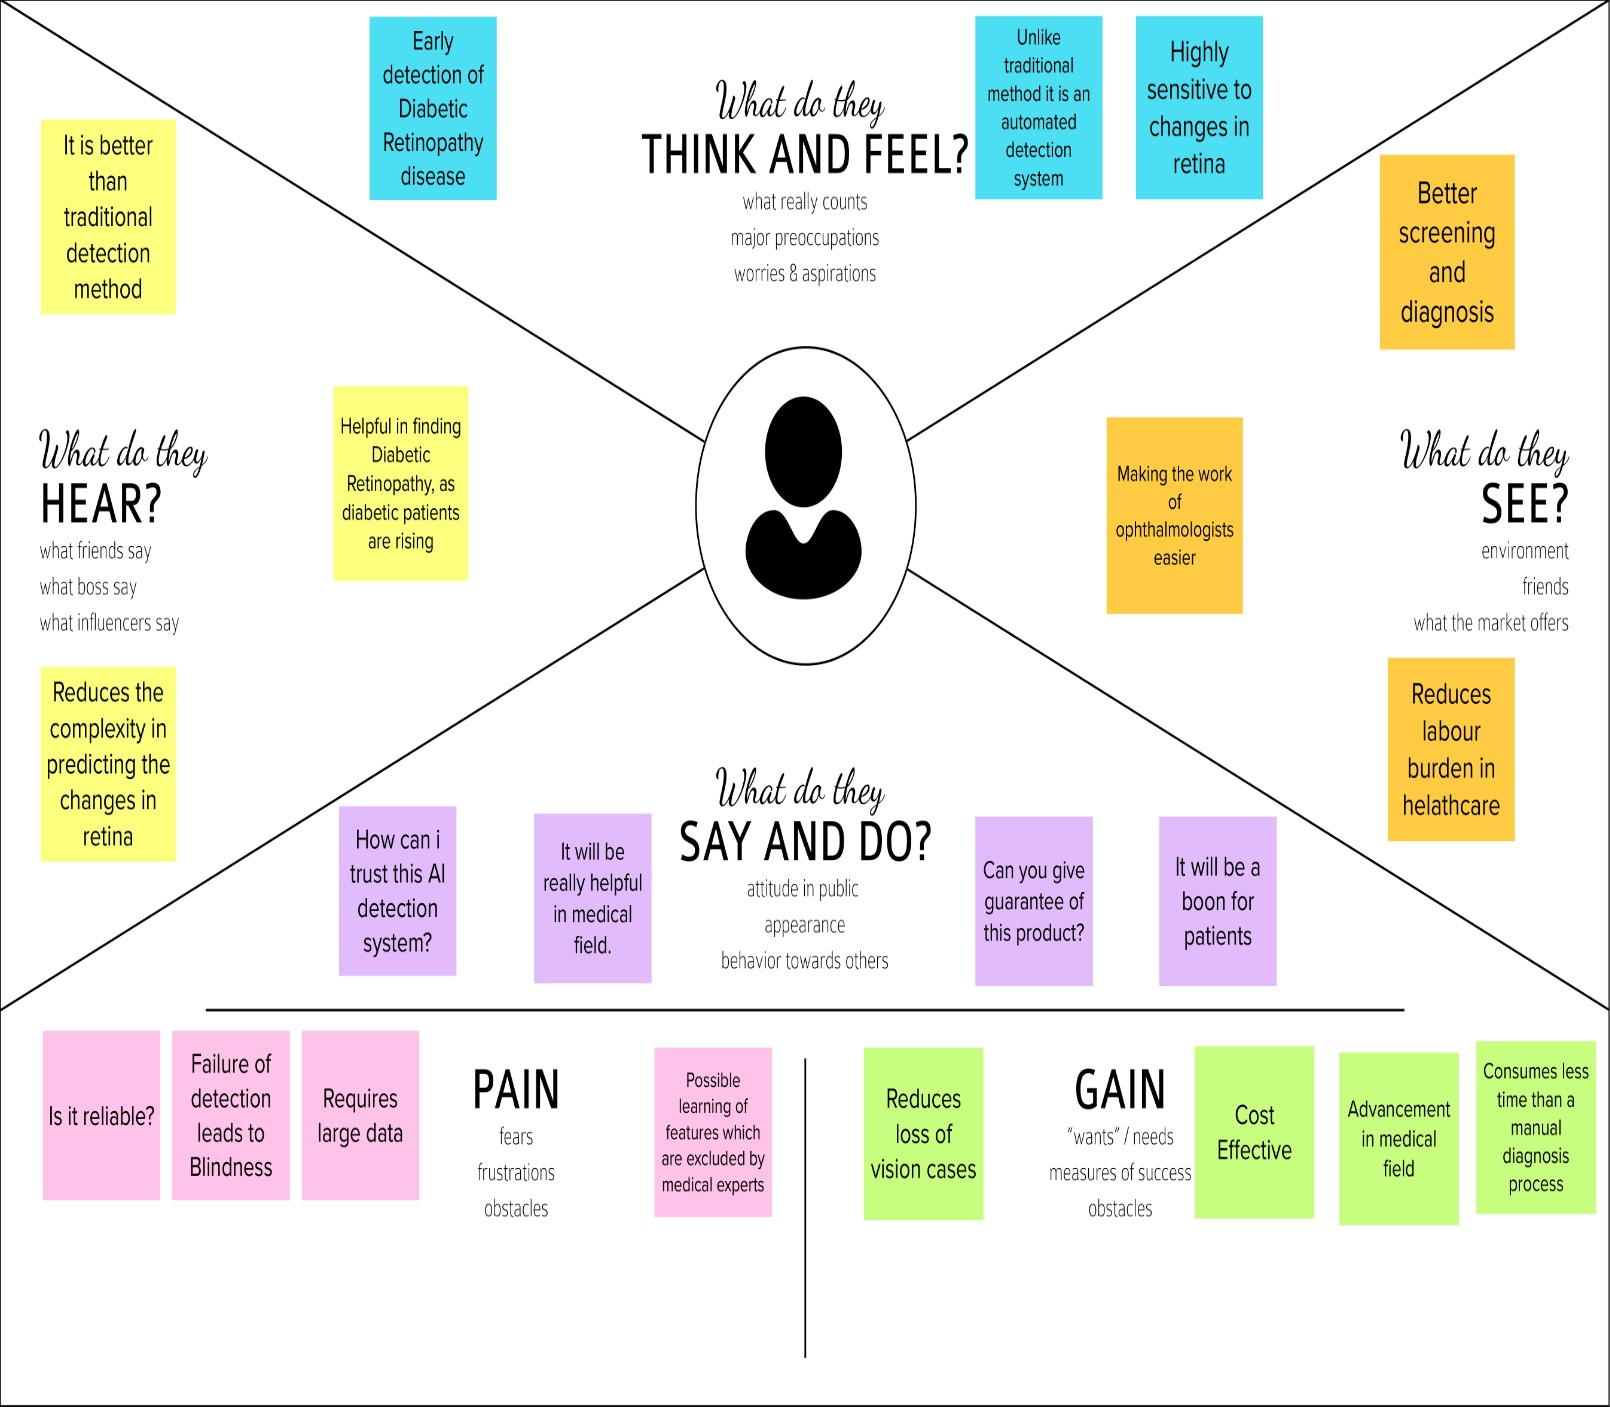 Early
detection of
Diabetic
Retinopathy
disease
What do they
THINK AND FEEL?
what really counts
major preoccupations
worries & aspirations
Unlike
traditional
method it is an
automated
detection
system
Highly
sensitive to
changes in
retina
It is better
than
traditional
detection
method
Helpful in finding
Diabetic
Retinopathy, as
diabetic patients
are rising
What do they
HEAR?
what friends say
what boss say
what influencers say
Reduces the
complexity in
predicting the
changes in
retina
Better
screening
and
diagnosis
Making the work
of
ophthalmologists
easier
What do they
SEE?
environment
friends
what the market offers
Reduces
labour
burden in
helathcare
What do they
SAY AND DO?
attitude in public
appearance
behavior towards others
How can i
trust this AI
detection
system?
It will be
really helpful
in medical
field.
Can you give
guarantee of
this product?
It will be a
boon for
patients
Is it reliable?
Failure of
detection
leads to
Blindness
Requires
large data
PAIN
fears
frustrations
obstacles
Possible
learning of
features which
are excluded by
medical experts
Reduces
loss of
vision cases
GAIN
“wants” / needs
measures of success
obstacles
Cost
Effective
Advancement
in medical
field
Consumes less
time than a
manual
diagnosis
process